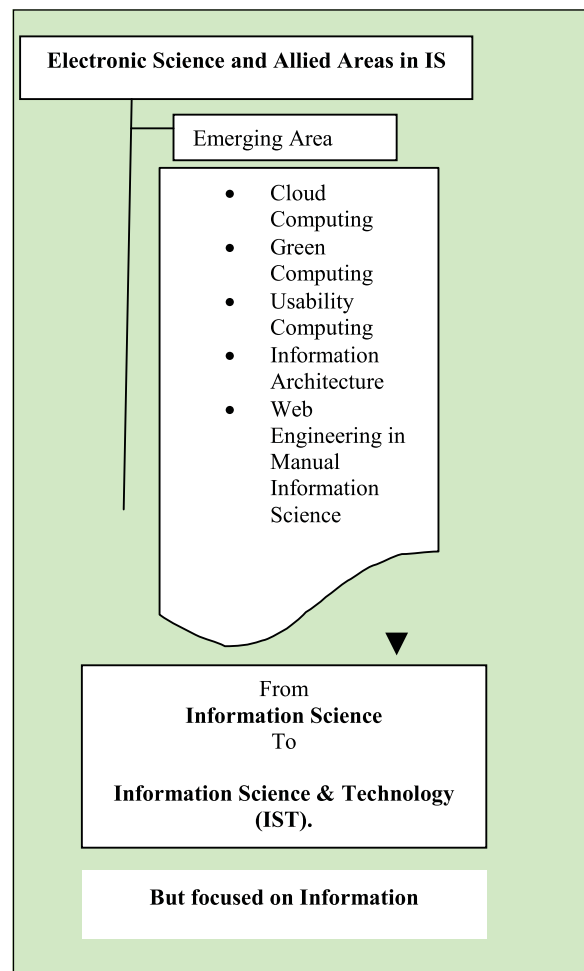 Electronic Science and Allied Areas in IS
Emerging Area
• Cloud
Computing
• Green
Computing
• Usability
Computing
• Information
Architecture
• Web
Engineering in
Manual
Information
Science
From
Information Science
To
Information Science & Technology
(IST).
But focused on Information